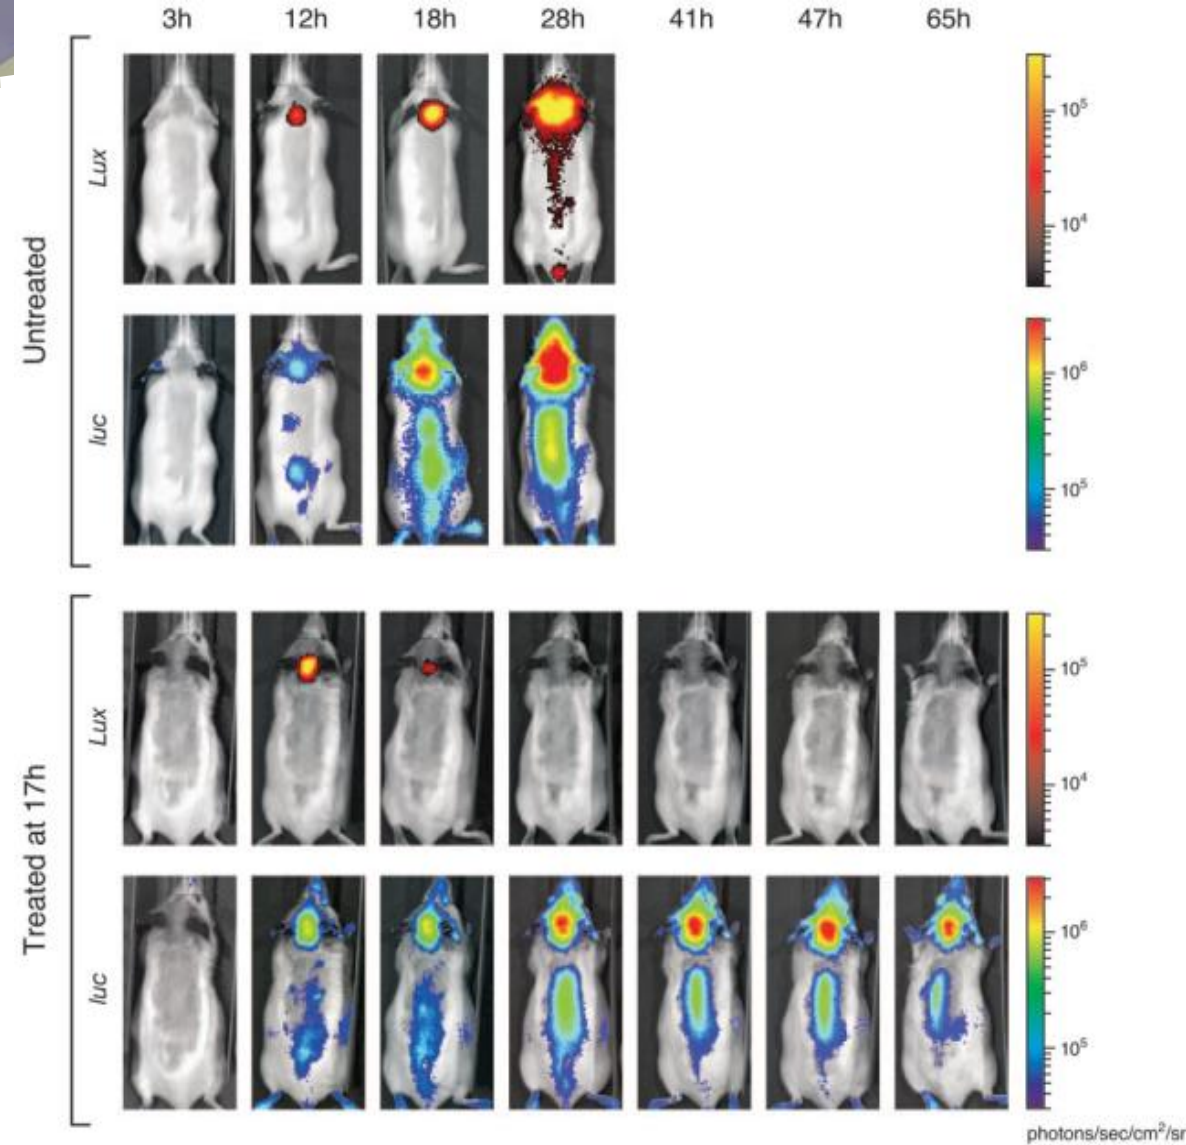 3h 12h 18h 28h 41h 47h 65h
Untreated
Lux
10⁵
10⁴
luc
10⁶
10⁵
Treated at 17h
Lux
10⁵
10⁴
luc
10⁶
10⁵
photons/sec/cm²/sr